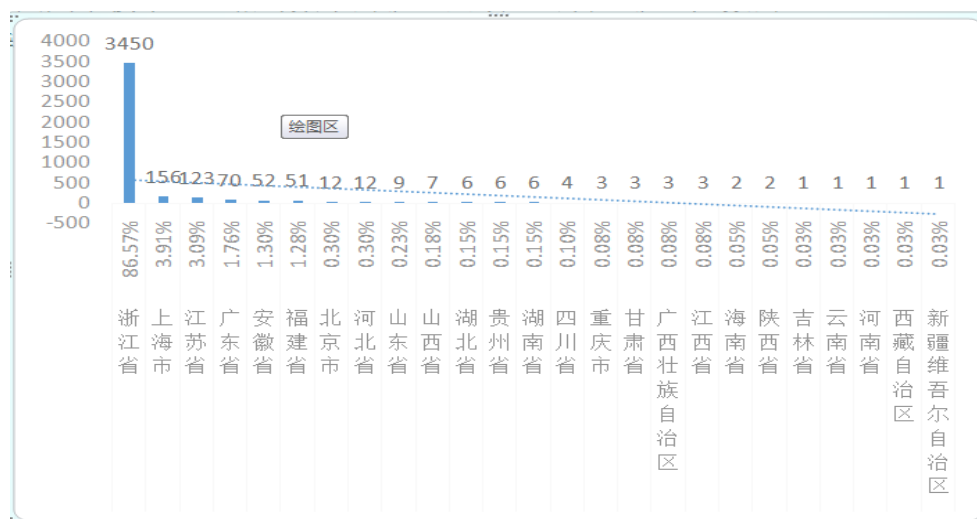 4000
3500
3000
2500
2000
1500
1000
500
0
-500
绘图区
3450 156 123 70 52 51 12 12 9 7 6 6 6 4 3 3 3 3 2 2 1 1 1 1 1
86.57% 3.91% 3.09% 1.76% 1.30% 1.28% 0.30% 0.30% 0.23% 0.18% 0.15% 0.15% 0.15% 0.10% 0.08% 0.08% 0.08% 0.08% 0.05% 0.05% 0.03% 0.03% 0.03% 0.03% 0.03%
浙江省
上海市
江苏省
广东省
安徽省
福建省
北京市
河北省
山东省
山西省
湖北省
贵州省
湖南省
四川省
重庆市
甘肃省
广西壮族自治区
江西省
海南省
陕西省
吉林省
云南省
河南省
西藏自治区
新疆维吾尔自治区